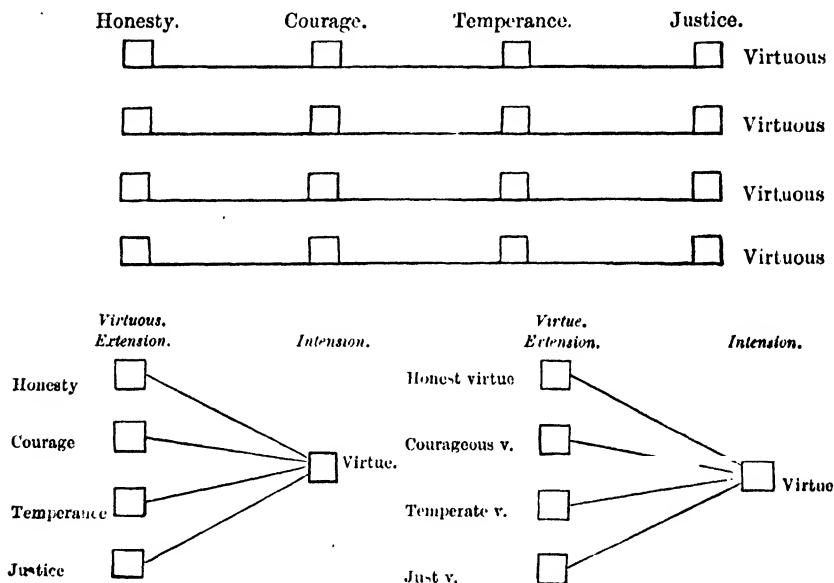 Honesty. Courage. Temperance. Justice.
Virtuous
Virtuous
Virtuous
Virtuous
Virtuous.
Extension. Intension.
Honesty
Courage
Virtue.
Temperance
Justice
Virtue.
Extension. Intension.
Honest virtue
Courageous v.
Virtue
Temperate v.
Just v.